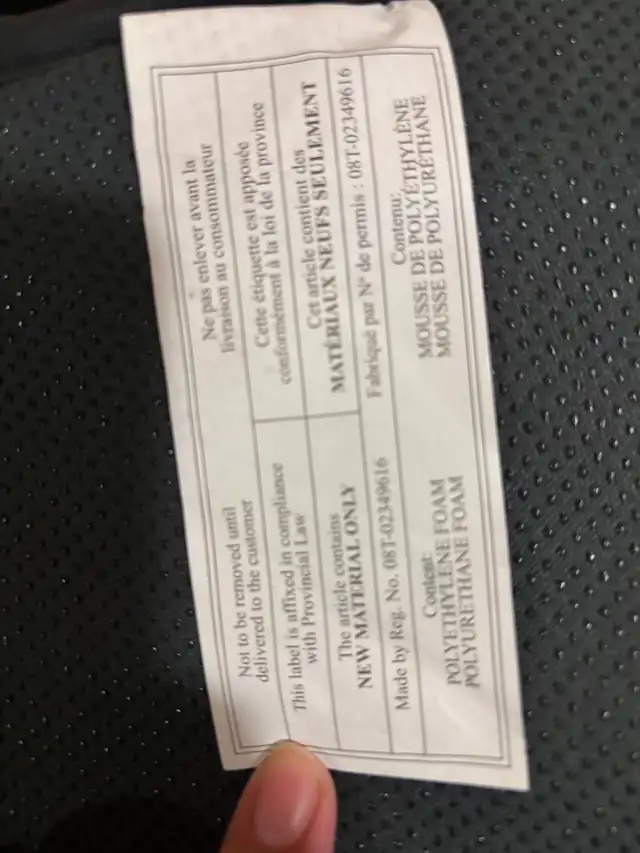 Not to be removed until
delivered to the customer
Ne pas enlever avant la
livraison au consommateur
This label is affixed in compliance
with Provincial Law
Cette étiquette est apposée
conformément à la loi de la province
The article contains
NEW MATERIAL ONLY
Cet article contient des
MATÉRIAUX NEUFS SEULEMENT
Made by Reg. No. 08T-02349616
Fabriqué par N° de permis : 08T-02349616
Content:
POLYETHYLENE FOAM
POLYURETHANE FOAM
Contenu:
MOUSSE DE POLYÉTHYLÈNE
MOUSSE DE POLYURÉTHANE